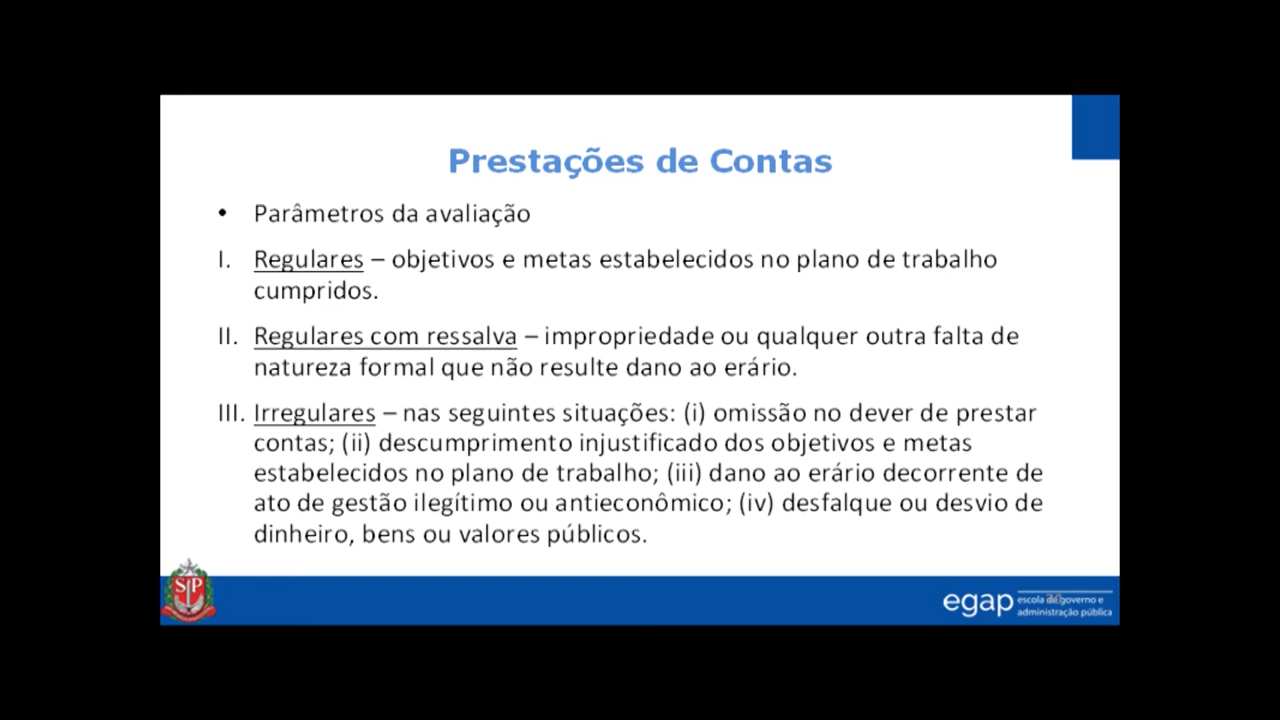 Prestações de Contas
• Parâmetros da avaliação
I. Regulares – objetivos e metas estabelecidos no plano de trabalho
cumpridos.
II. Regulares com ressalva – impropriedade ou qualquer outra falta de
natureza formal que não resulte dano ao erário.
III. Irregulares – nas seguintes situações: (i) omissão no dever de prestar
contas; (ii) descumprimento injustificado dos objetivos e metas
estabelecidos no plano de trabalho; (iii) dano ao erário decorrente de
ato de gestão ilegítimo ou antieconômico; (iv) desfalque ou desvio de
dinheiro, bens ou valores públicos.
SP
egap
escola de governo e
administração pública